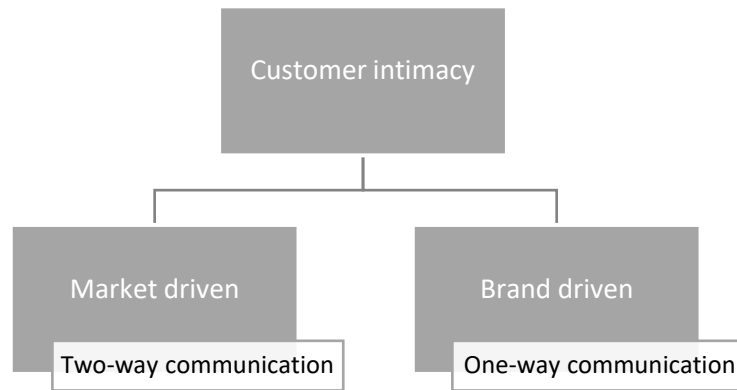 Customer intimacy
Market driven
Two-way communication
Brand driven
One-way communication